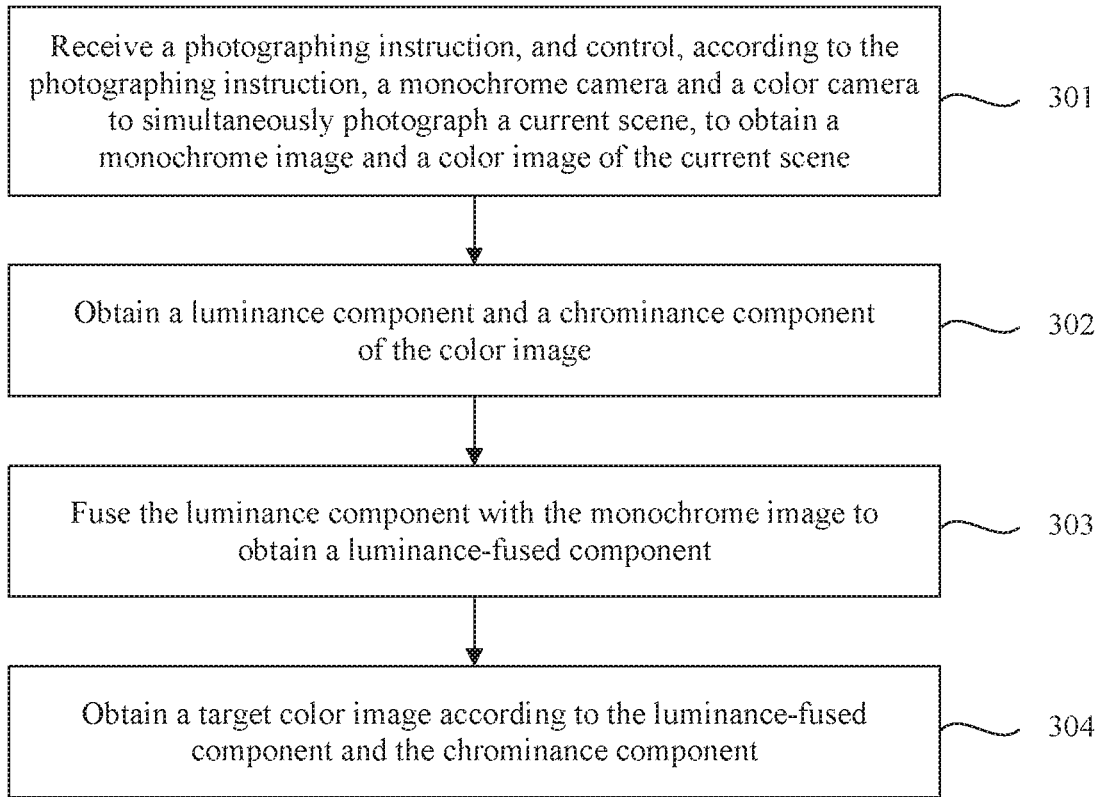 Receive a photographing instruction, and control, according to the
photographing instruction, a monochrome camera and a color camera
to simultaneously photograph a current scene, to obtain a
monochrome image and a color image of the current scene
301
Obtain a luminance component and a chrominance component
of the color image
302
Fuse the luminance component with the monochrome image to
obtain a luminance-fused component
303
Obtain a target color image according to the luminance-fused
component and the chrominance component
304